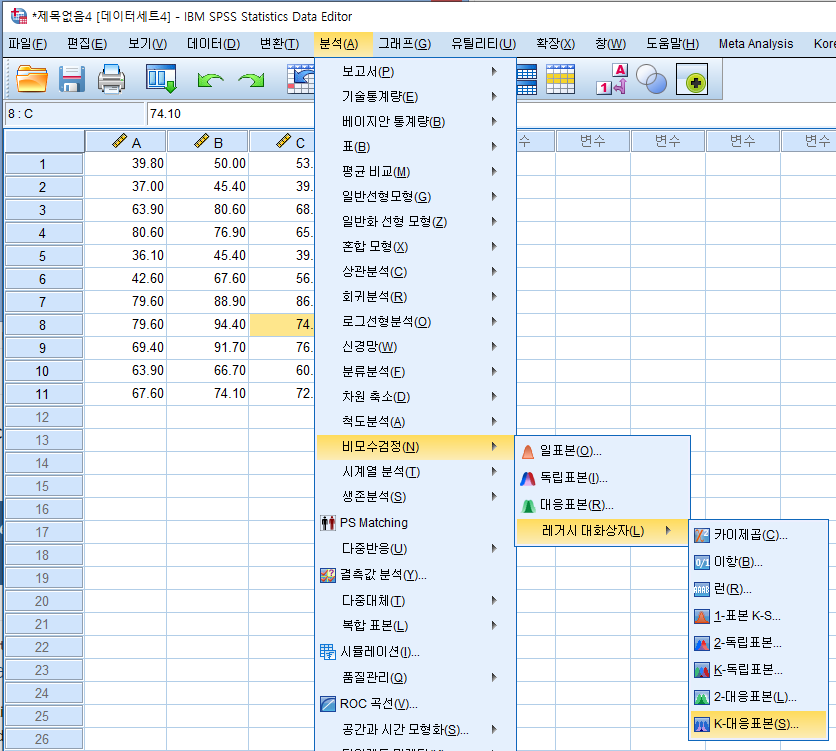 *제목없음4 [데이터세트4] - IBM SPSS Statistics Data Editor
파일(F) 편집(E) 보기(V) 데이터(D) 변환(T) 분석(A) 그래프(G) 유틸리티(U) 확장(X) 창(W) 도움말(H) Meta Analysis Kore
8 : C 74.10
A B C 수 변수 변수 변수 변수
1 39.80 50.00 53.
2 37.00 45.40 39.
3 63.90 80.60 68.
4 80.60 76.90 65.
5 36.10 45.40 39.
6 42.60 67.60 56.
7 79.60 88.90 86.
8 79.60 94.40 74.
9 69.40 91.70 76.
10 63.90 66.70 60.
11 67.60 74.10 72.
12
13
14
15
16
17
18
19
20
21
22
23
24
25
26
보고서(P)
기술통계량(E)
베이지안 통계량(B)
표(B)
평균 비교(M)
일반선형모형(G)
일반화 선형 모형(Z)
혼합 모형(X)
상관분석(C)
회귀분석(R)
로그선형분석(O)
신경망(W)
분류분석(F)
차원 축소(D)
척도분석(A)
비모수검정(N)
시계열 분석(T)
생존분석(S)
PS Matching
다중반응(U)
결측값 분석(Y)...
다중대체(T)
복합 표본(L)
시뮬레이션(I)...
품질관리(Q)
ROC 곡선(V)...
공간과 시간 모형화(S)...
일표본(O)...
독립표본(I)...
대응표본(R)...
레거시 대화상자(L)
카이제곱(C)...
이항(B)...
런(R)...
1-표본 K-S...
2-독립표본...
K-독립표본...
2-대응표본(L)...
K-대응표본(S)...